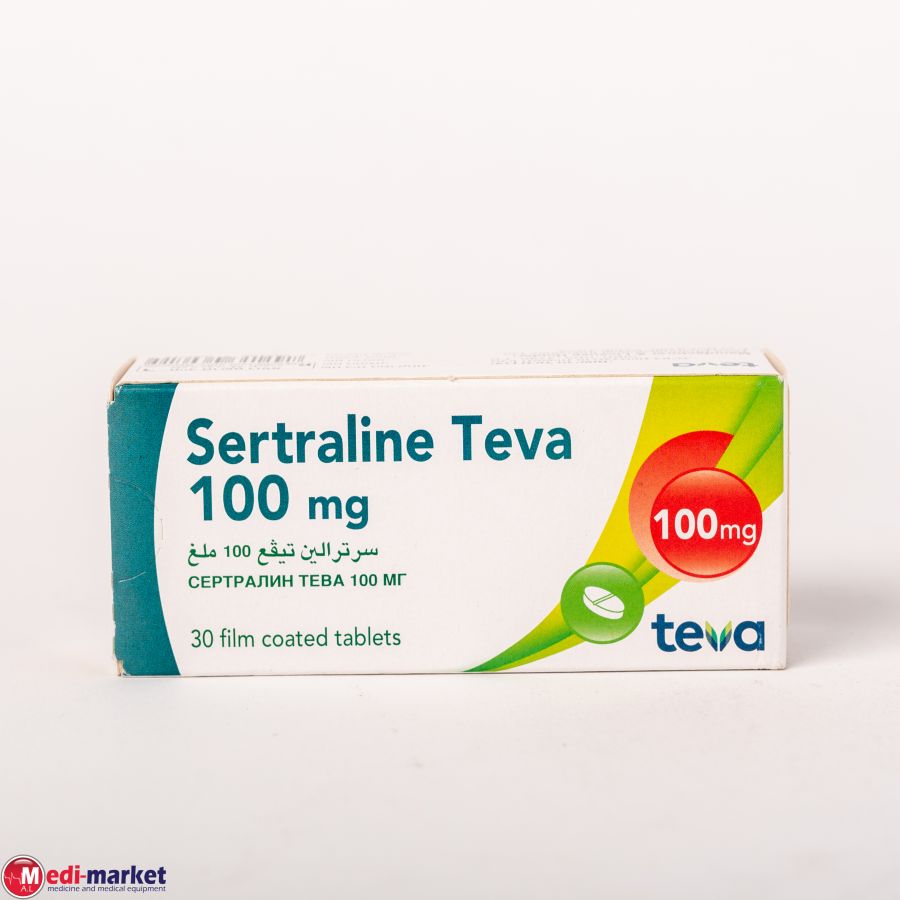 teva
Sertraline Teva
100 mg
سرترالين تيڤع 100 ملغ
СЕРТРАЛИН ТЕВА 100 МГ
30 film coated tablets
100mg
teva
Medi-market
A.L
medicine and medical equipment